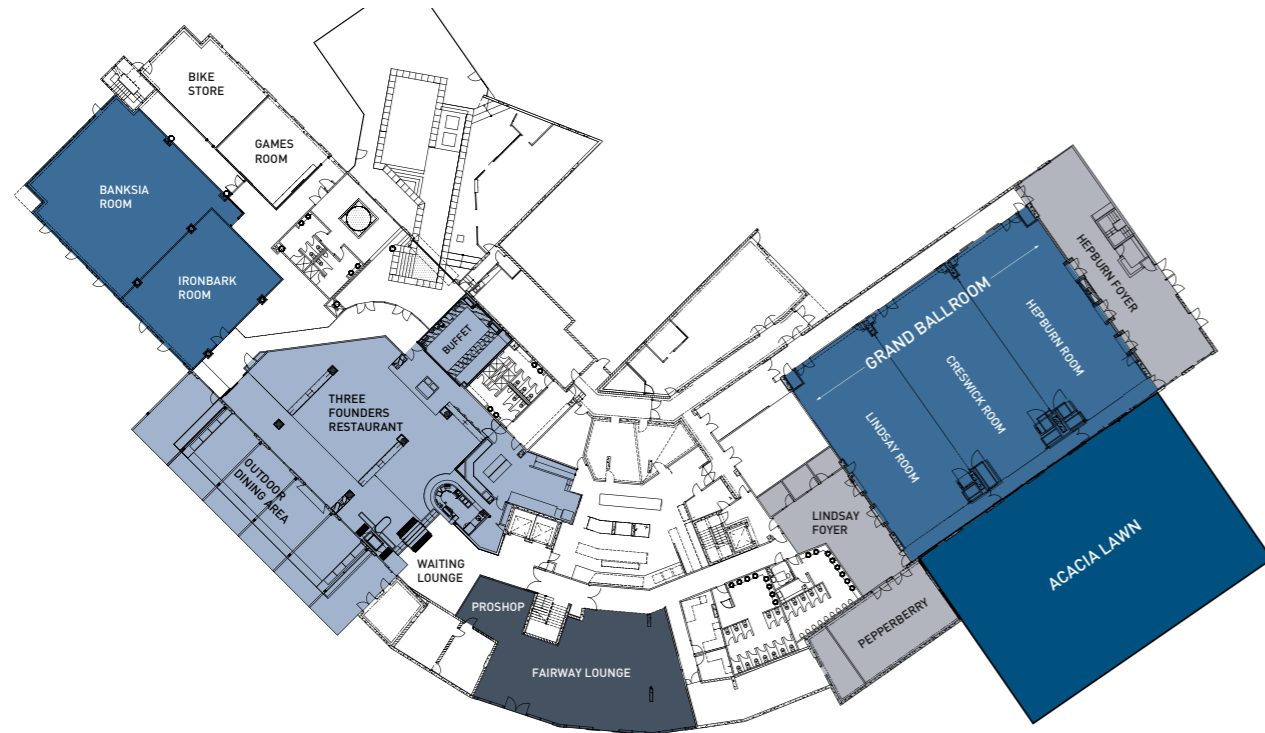 BIKE
STORE
GAMES
ROOM
BANKSIA
ROOM
IRONBARK
ROOM
BUFFET
THREE
FOUNDERS
RESTAURANT
OUTDOOR
DINING AREA
WAITING
LOUNGE
PROSHOP
FAIRWAY LOUNGE
HEPBURN FOYER
GRAND BALLROOM
HEPBURN ROOM
CRESWICK ROOM
LINDSAY ROOM
LINDSAY
FOYER
PEPPERBERRY
ACACIA LAWN